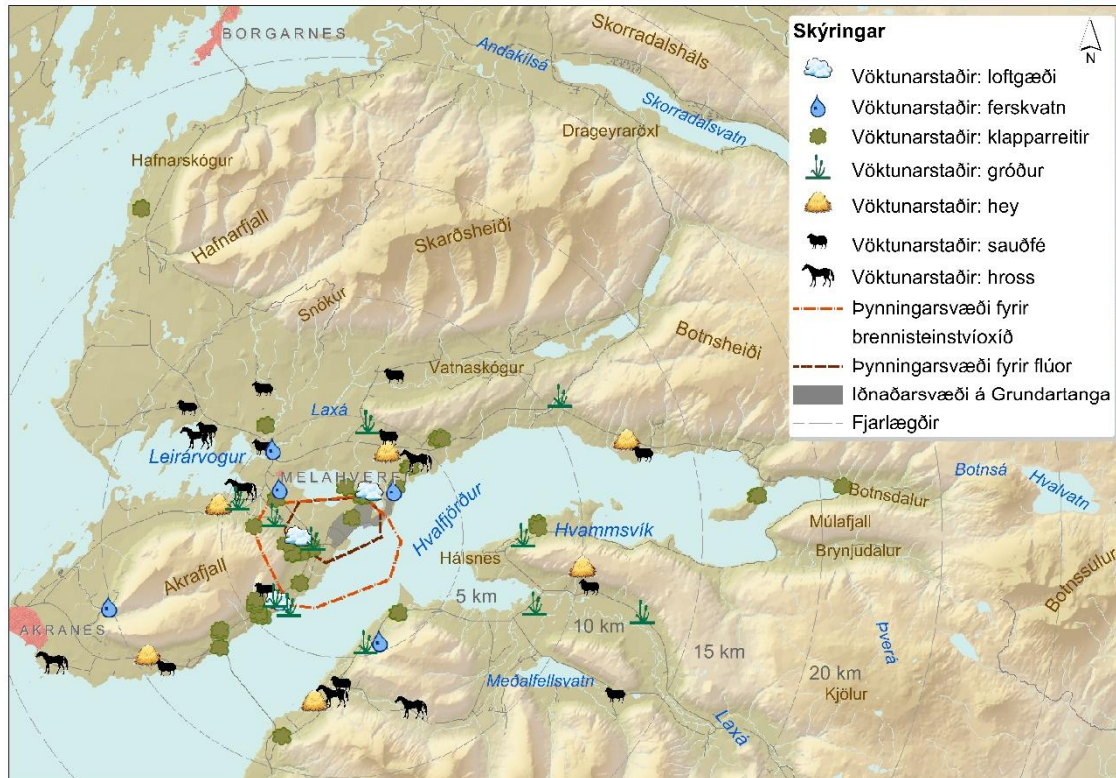 BORGARNES
Skorradalsháls
Andakílsá
Skorradalsvatn
Drageyraröxl
Hafnarskógur
Hafnarfjall
Skarðsheiði
Snókur
Botnsheiði
Vatnaskógur
Laxá
Leirárvogur
MELAHVERFI
Hvalfjörður
Botnsá
Hvalvatn
Botnsdalur
Múlafjall
Hvammsvík
Brynjudalur
Hálsnes
Akrafjall
AKRANES
5 km
10 km
15 km
20 km
Botnssúlur
Þverá
Kjölur
Meðalfellsvatn
Laxá
Skýringar
N
Vöktunarstaðir: loftgæði
Vöktunarstaðir: ferskvatn
Vöktunarstaðir: klapparreitir
Vöktunarstaðir: gróður
Vöktunarstaðir: hey
Vöktunarstaðir: sauðfé
Vöktunarstaðir: hross
Þynningarsvæði fyrir
brennisteinstvíoxíð
Þynningarsvæði fyrir flúor
Iðnaðarsvæði á Grundartanga
Fjarlægðir